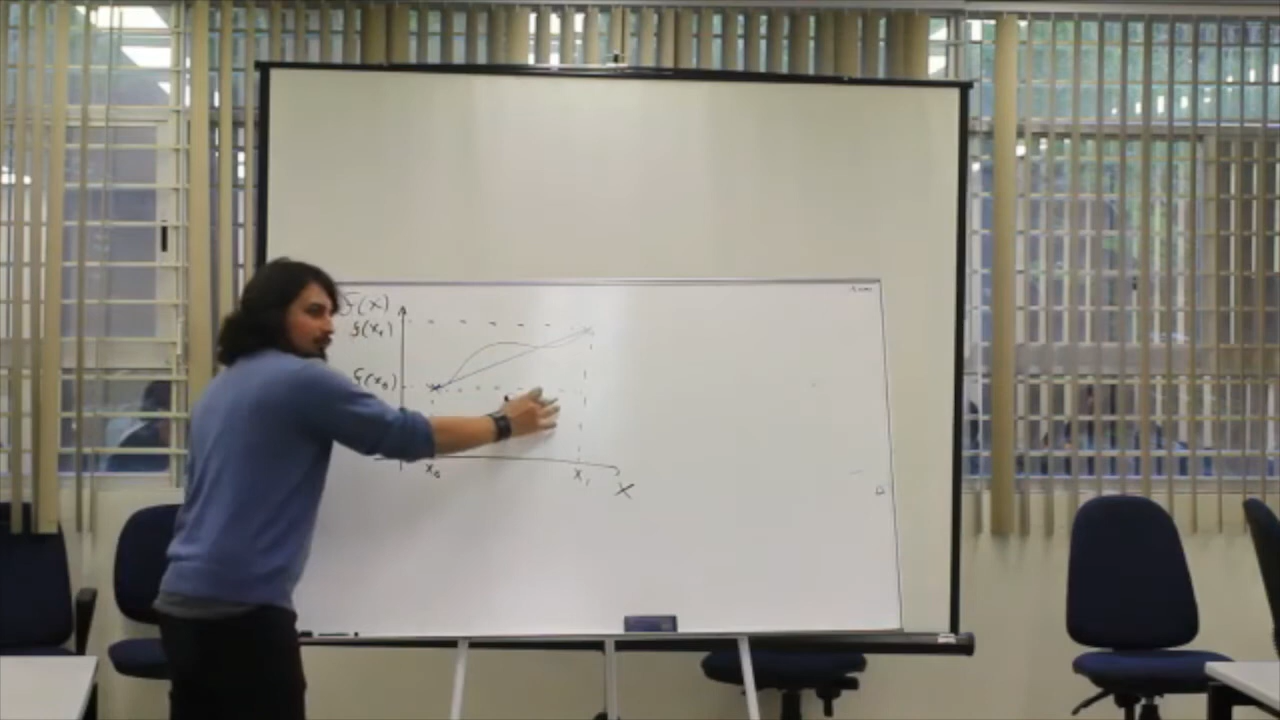 F(x)
f(x₁)
f(x₀)
x₀
x₁
X